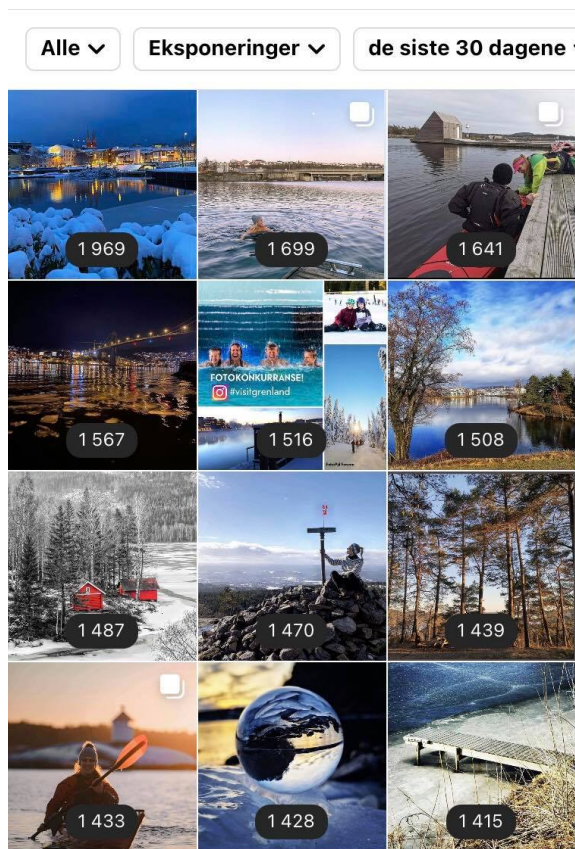 Alle
Eksponeringer
de siste 30 dagene
1 969
1 699
1 641
1 567
FOTOKONKURRANSE!
#visitgrenland
1 516
1 508
1 487
1 470
1 439
1 433
1 428
1 415